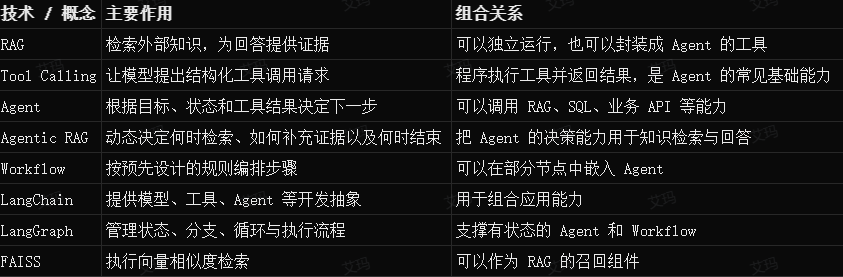 技术 / 概念 主要作用 组合关系
RAG 检索外部知识，为回答提供证据 可以独立运行，也可以封装成 Agent 的工具
Tool Calling 让模型提出结构化工具调用请求 程序执行工具并返回结果，是 Agent 的常见基础能力
Agent 根据目标、状态和工具结果决定下一步 可以调用 RAG、SQL、业务 API 等能力
Agentic RAG 动态决定何时检索、如何补充证据以及何时结束 把 Agent 的决策能力用于知识检索与回答
Workflow 按预先设计的规则编排步骤 可以在部分节点中嵌入 Agent
LangChain 提供模型、工具、Agent 等开发抽象 用于组合应用能力
LangGraph 管理状态、分支、循环与执行流程 支撑有状态的 Agent 和 Workflow
FAISS 执行向量相似度检索 可以作为 RAG 的召回组件